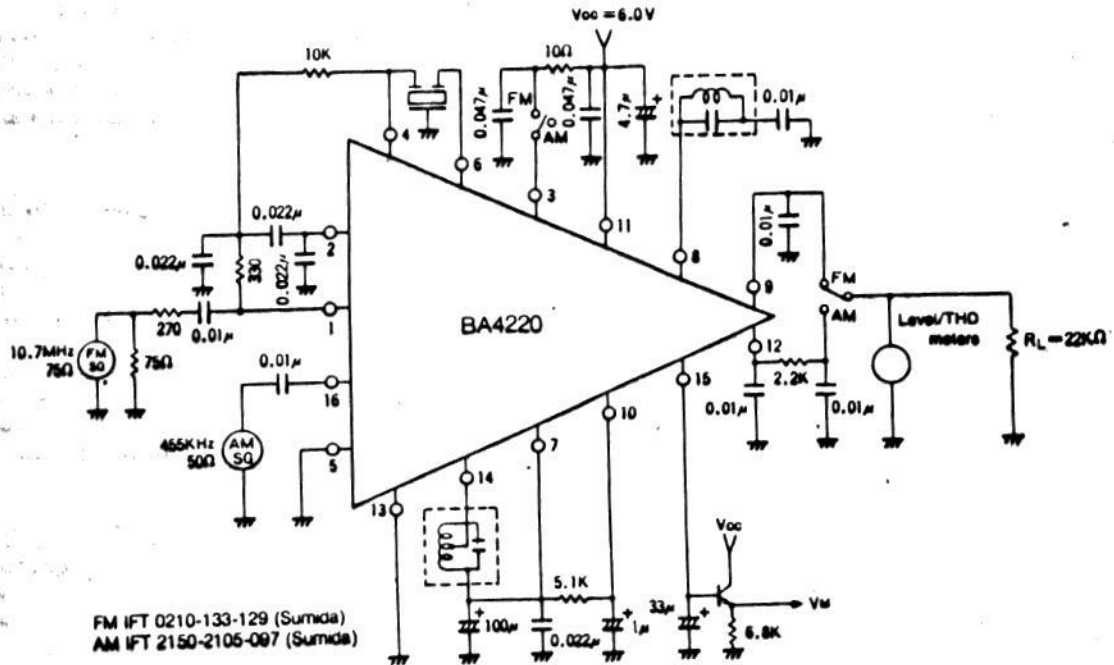 Vcc = 6.0V
10K
10Ω
0.047μ
FM
AM
0.047μ
4.7μ
+
0.01μ
4
6
3
11
8
0.022μ
2
0.022μ
330
0.022μ
0.01μ
9
FM
AM
BA4220
Level/THD
meters
RL=22KΩ
270
0.01μ
1
10.7MHz
75Ω
FM
SG
75Ω
0.01μ
16
12
2.2K
0.01μ
0.01μ
15
10
455KHz
50Ω
AM
SG
5
7
14
13
Vcc
5.1K
+
100μ
0.022μ
+
1μ
33μ
+
VM
6.8K
FM IFT 0210-133-129 (Sumida)
AM IFT 2150-2105-097 (Sumida)